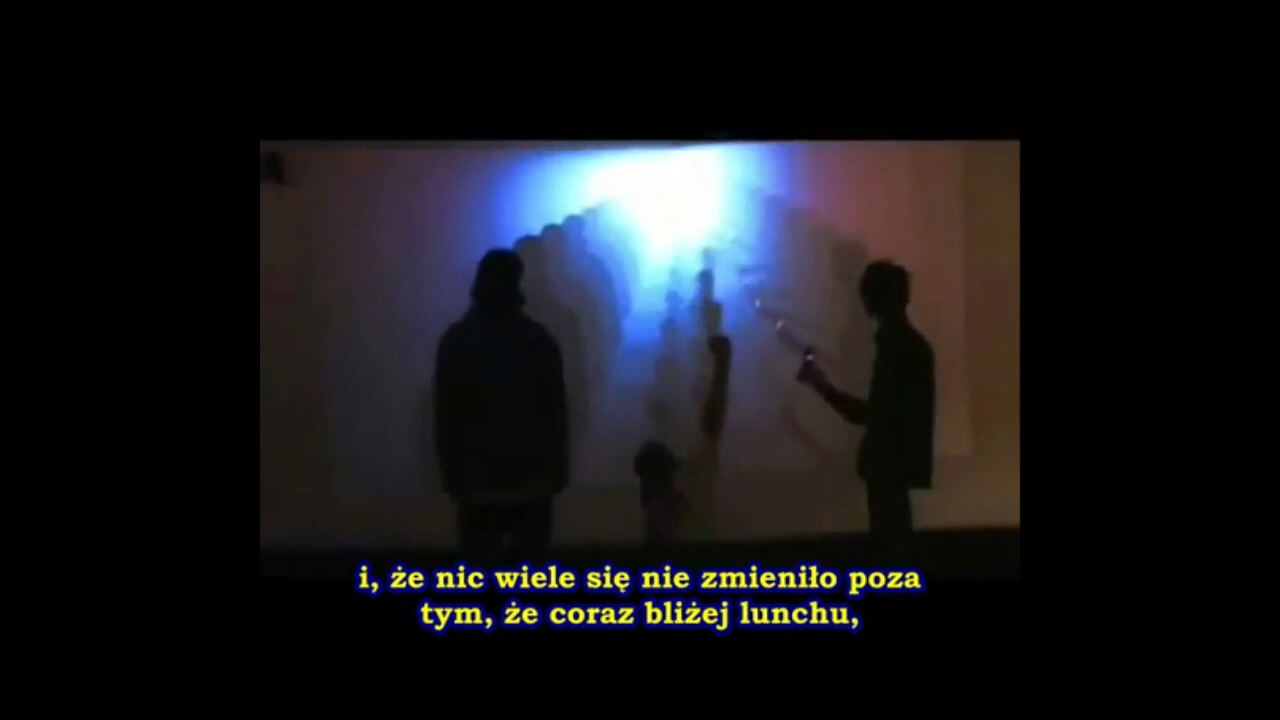 i, że nic wiele się nie zmieniło poza
tym, że coraz bliżej lunchu,